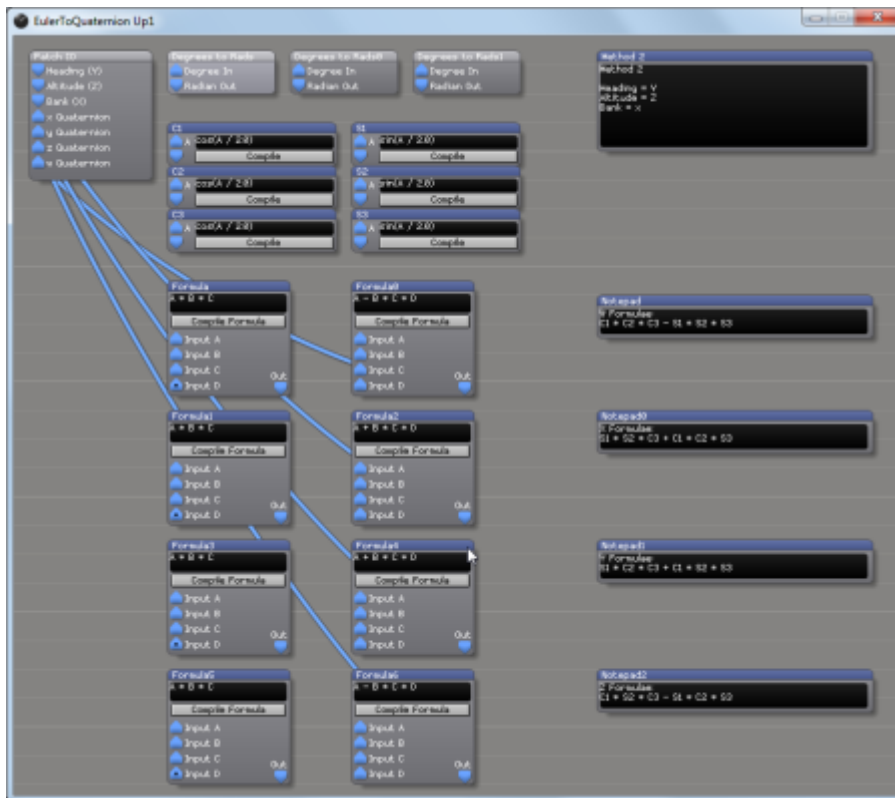 EulerToQuaternion Up1
Patch IO
Heading (Y)
Altitude (Z)
Bank (X)
x Quaternion
y Quaternion
z Quaternion
w Quaternion
Degrees to Rads
Degree In
Radian Out
Degrees to Rads0
Degree In
Radian Out
Degrees to Rads1
Degree In
Radian Out
Method 2
Method 2
Heading = Y
Altitude = Z
Bank = x
C1
A cos(A / 2.0)
Compile
S1
A sin(A / 2.0)
Compile
C2
A cos(A / 2.0)
Compile
S2
A sin(A / 2.0)
Compile
C3
A cos(A / 2.0)
Compile
S3
A sin(A / 2.0)
Compile
Formula
A * B * C
Compile Formula
Input A
Input B
Input C
Out
Input D
Formula0
A - B * C * D
Compile Formula
Input A
Input B
Input C
Out
Input D
Notepad
Formulae:
C1 * C2 * C3 - S1 * S2 * S3
Formula1
A * B * C
Compile Formula
Input A
Input B
Input C
Out
Input D
Formula2
A + B * C * D
Compile Formula
Input A
Input B
Input C
Out
Input D
Notepad0
X Formulae:
S1 * S2 * C3 + C1 * C2 * S3
Formula3
A * B * C
Compile Formula
Input A
Input B
Input C
Out
Input D
Formula4
A + B * C * D
Compile Formula
Input A
Input B
Input C
Out
Input D
Notepad1
Y Formulae:
S1 * C2 * C3 + C1 * S2 * S3
Formula5
A * B * C
Compile Formula
Input A
Input B
Input C
Out
Input D
Formula6
A - B * C * D
Compile Formula
Input A
Input B
Input C
Out
Input D
Notepad2
Z Formulae:
C1 * S2 * C3 - S1 * C2 * S3